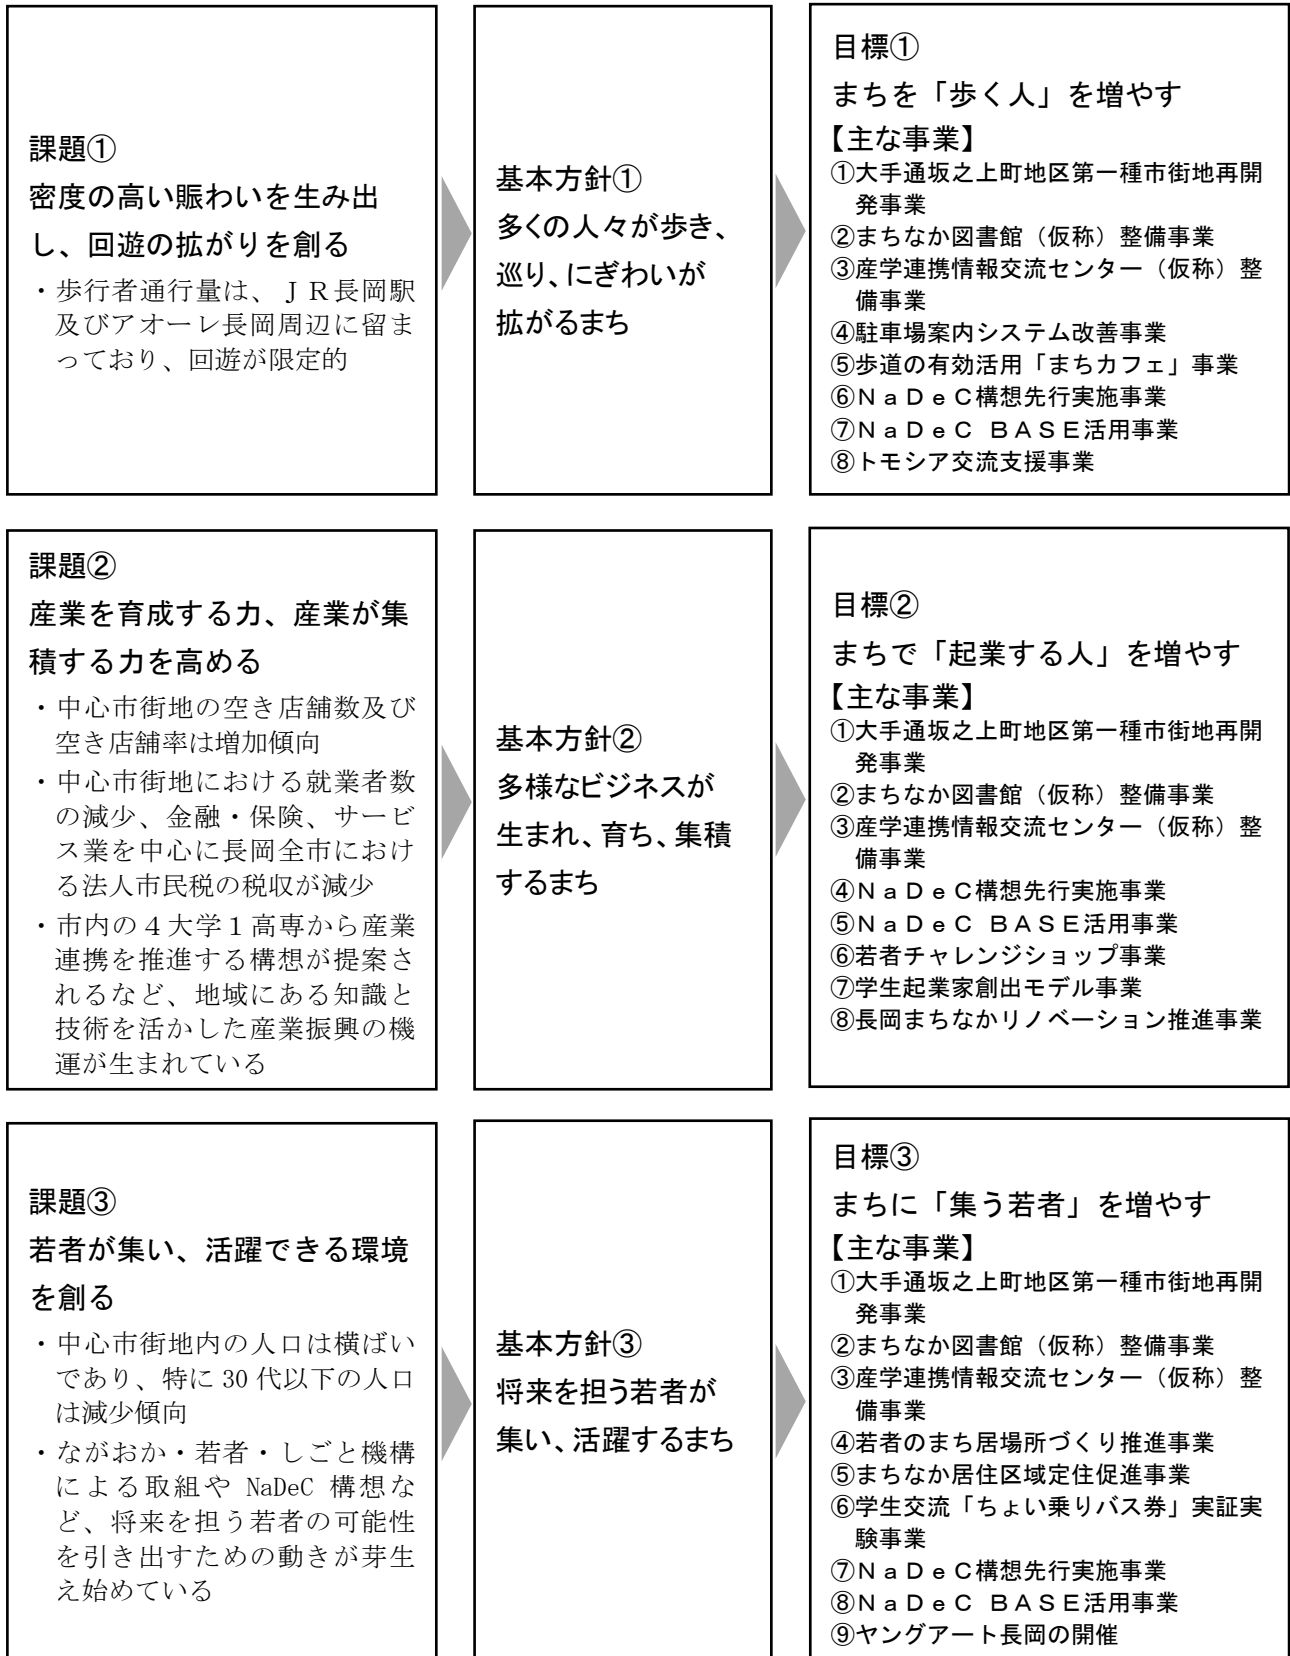 課題①
密度の高い賑わいを生み出
し、回遊の拡がりを創る
・歩行者通行量は、ＪＲ長岡駅
及びアオーレ長岡周辺に留ま
っており、回遊が限定的
基本方針①
多くの人々が歩き、
巡り、にぎわいが
拡がるまち
目標①
まちを「歩く人」を増やす
【主な事業】
①大手通坂之上町地区第一種市街地再開
発事業
②まちなか図書館（仮称）整備事業
③産学連携情報交流センター（仮称）整
備事業
④駐車場案内システム改善事業
⑤歩道の有効活用「まちカフェ」事業
⑥ＮａＤｅＣ構想先行実施事業
⑦ＮａＤｅＣ ＢＡＳＥ活用事業
⑧トモシア交流支援事業
課題②
産業を育成する力、産業が集
積する力を高める
・中心市街地の空き店舗数及び
空き店舗率は増加傾向
・中心市街地における就業者数
の減少、金融・保険、サービ
ス業を中心に長岡全市におけ
る法人市民税の税収が減少
・市内の４大学１高専から産業
連携を推進する構想が提案さ
れるなど、地域にある知識と
技術を活かした産業振興の機
運が生まれている
基本方針②
多様なビジネスが
生まれ、育ち、集積
するまち
目標②
まちで「起業する人」を増やす
【主な事業】
①大手通坂之上町地区第一種市街地再開
発事業
②まちなか図書館（仮称）整備事業
③産学連携情報交流センター（仮称）整
備事業
④ＮａＤｅＣ構想先行実施事業
⑤ＮａＤｅＣ ＢＡＳＥ活用事業
⑥若者チャレンジショップ事業
⑦学生起業家創出モデル事業
⑧長岡まちなかリノベーション推進事業
課題③
若者が集い、活躍できる環境
を創る
・中心市街地内の人口は横ばい
であり、特に 30 代以下の人口
は減少傾向
・ながおか・若者・しごと機構
による取組や NaDeC 構想な
ど、将来を担う若者の可能性
を引き出すための動きが芽生
え始めている
基本方針③
将来を担う若者が
集い、活躍するまち
目標③
まちに「集う若者」を増やす
【主な事業】
①大手通坂之上町地区第一種市街地再開
発事業
②まちなか図書館（仮称）整備事業
③産学連携情報交流センター（仮称）整
備事業
④若者のまち居場所づくり推進事業
⑤まちなか居住区域定住促進事業
⑥学生交流「ちょい乗りバス券」実証実
験事業
⑦ＮａＤｅＣ構想先行実施事業
⑧ＮａＤｅＣ ＢＡＳＥ活用事業
⑨ヤングアート長岡の開催